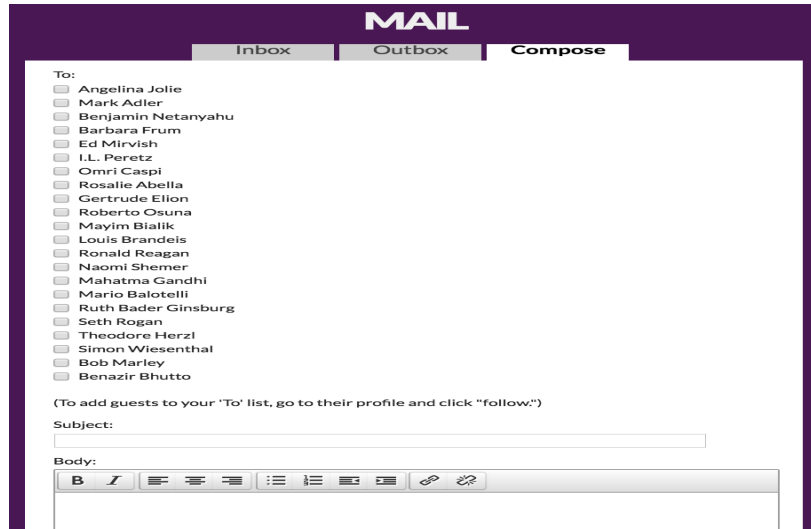 MAIL
Inbox Outbox Compose
To:
Angelina Jolie
Mark Adler
Benjamin Netanyahu
Barbara Frum
Ed Mirvish
I.L. Peretz
Omri Caspi
Rosalie Abella
Gertrude Elion
Roberto Osuna
Mayim Bialik
Louis Brandeis
Ronald Reagan
Naomi Shemer
Mahatma Gandhi
Mario Balotelli
Ruth Bader Ginsburg
Seth Rogan
Theodore Herzl
Simon Wiesenthal
Bob Marley
Benazir Bhutto
(To add guests to your 'To' list, go to their profile and click "follow.")
Subject:
Body:
B I